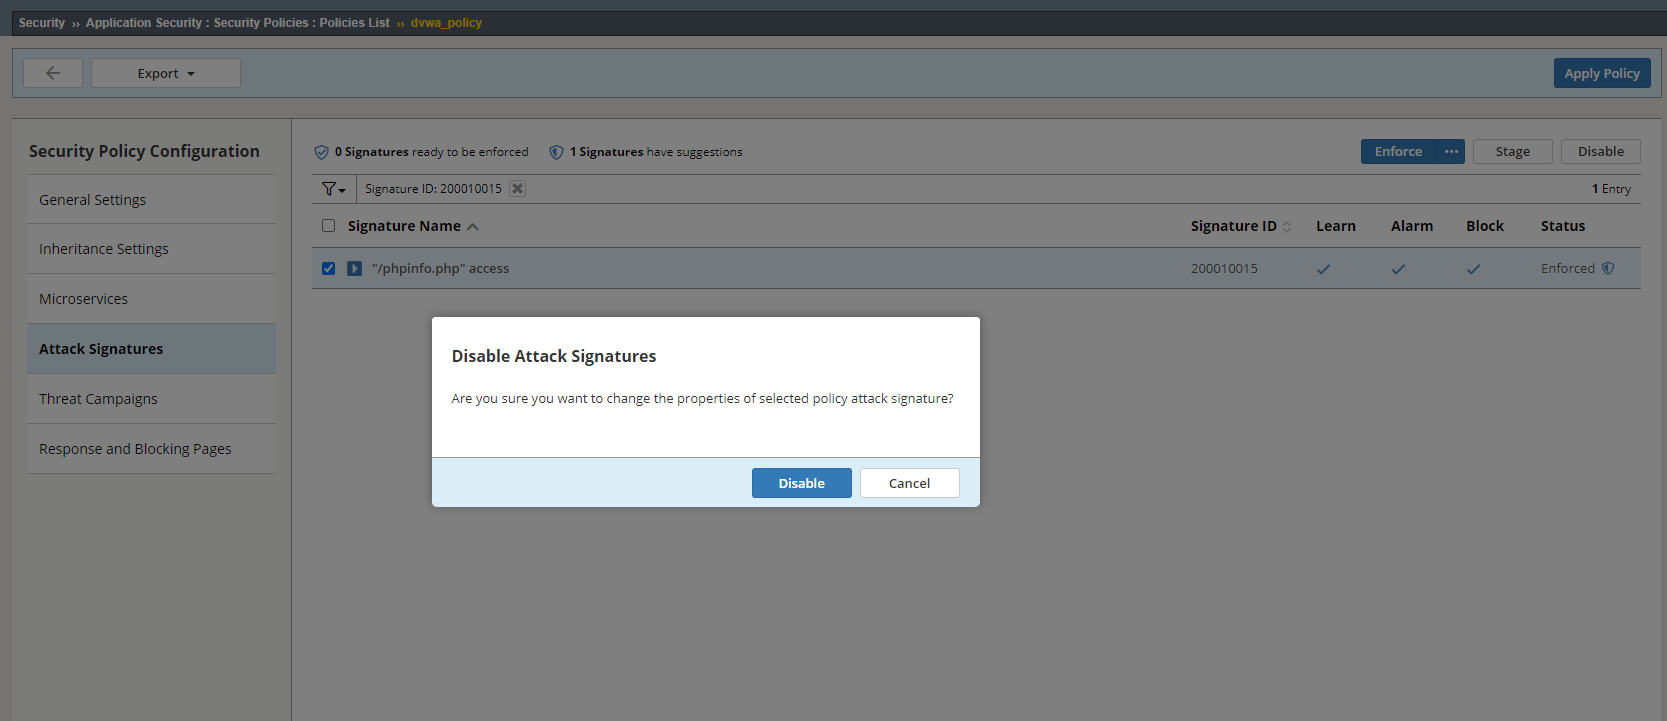 Security ›› Application Security : Security Policies : Policies List ›› dvwa_policy
Export
Apply Policy
Security Policy Configuration
General Settings
Inheritance Settings
Microservices
Attack Signatures
Threat Campaigns
Response and Blocking Pages
0 Signatures ready to be enforced 1 Signatures have suggestions
Enforce ··· Stage Disable
Signature ID: 200010015
1 Entry
Signature Name Signature ID Learn Alarm Block Status
"/phpinfo.php" access 200010015 Enforced
Disable Attack Signatures
Are you sure you want to change the properties of selected policy attack signature?
Disable Cancel